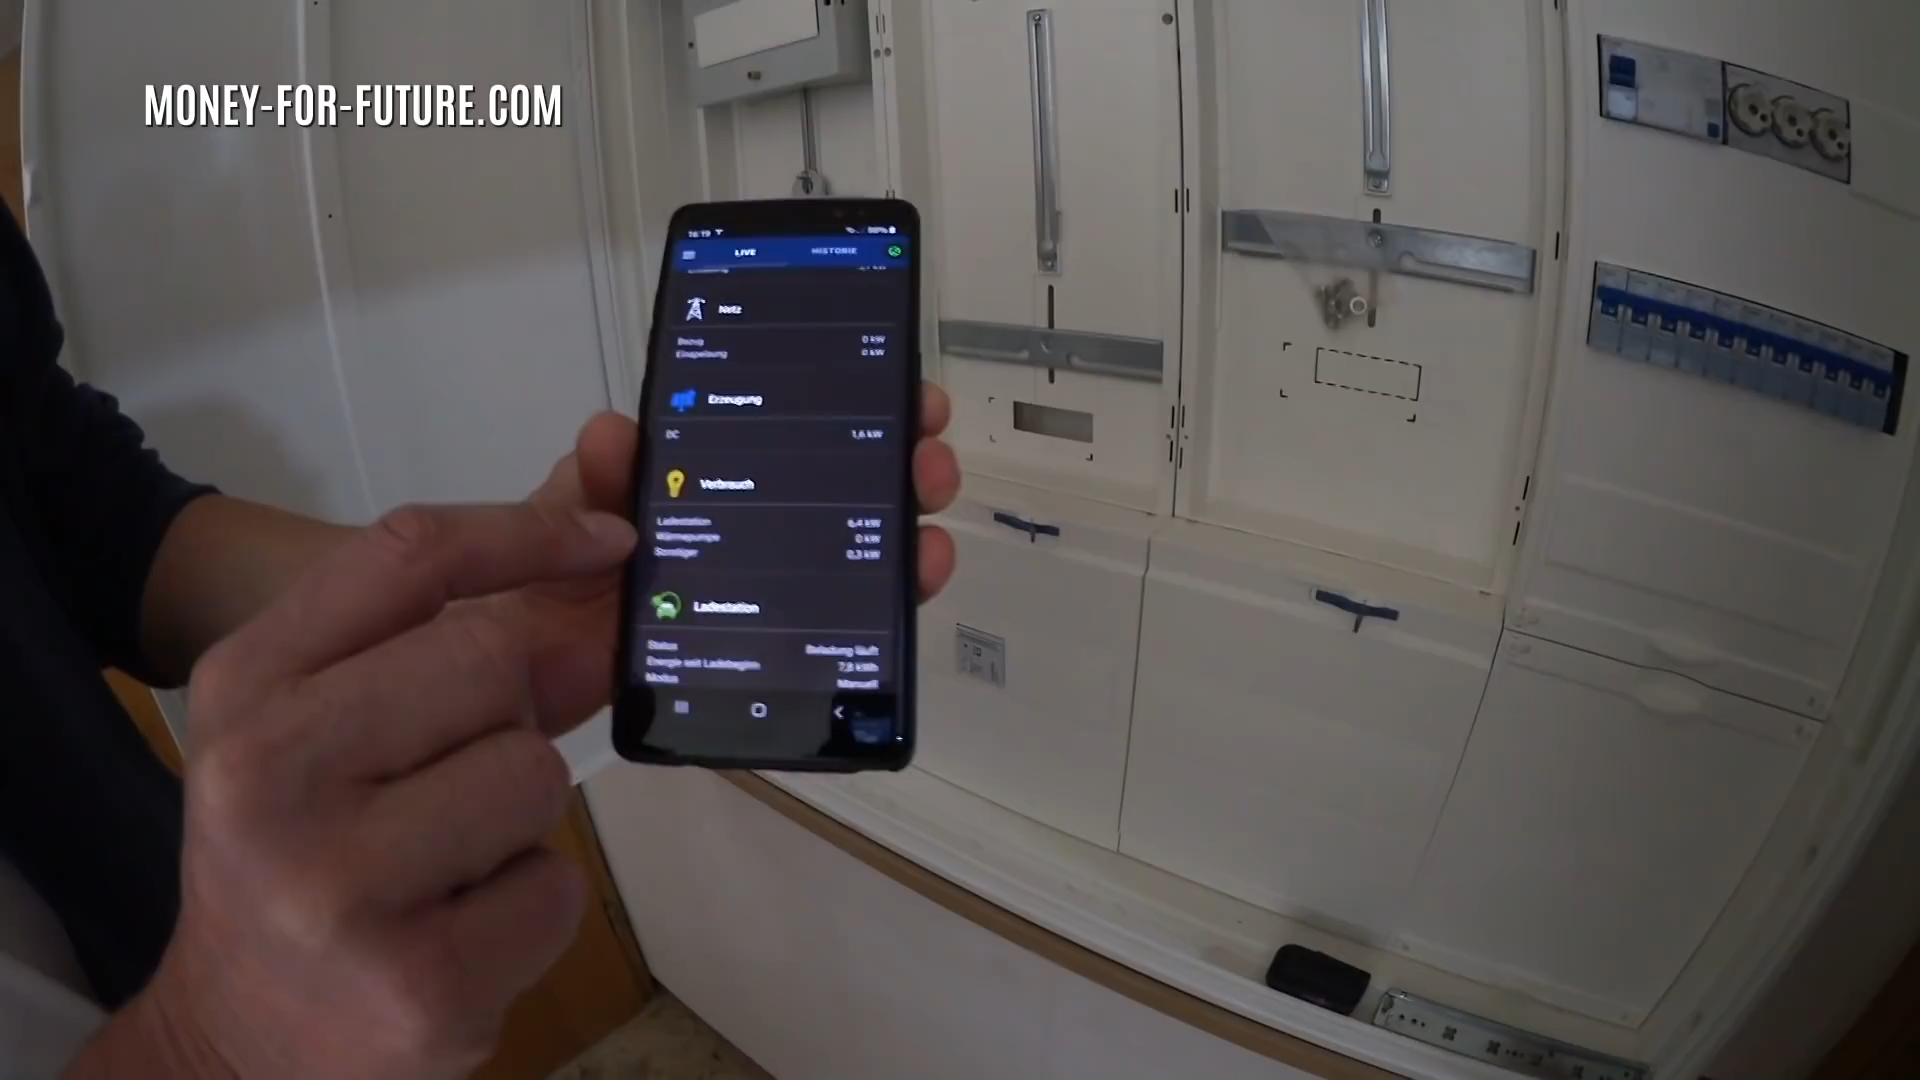 MONEY-FOR-FUTURE.COM
16:19
LIVE HISTORIE
Netz
Bezug 0 kW
Einspeisung 0 kW
Erzeugung
DC 1,6 kW
Verbrauch
Ladestation 6,4 kW
Wärmepumpe 0 kW
Sonstiger 0,3 kW
Ladestation
Status Beladung läuft
Energie seit Ladebeginn 7,8 kWh
Modus Manuell